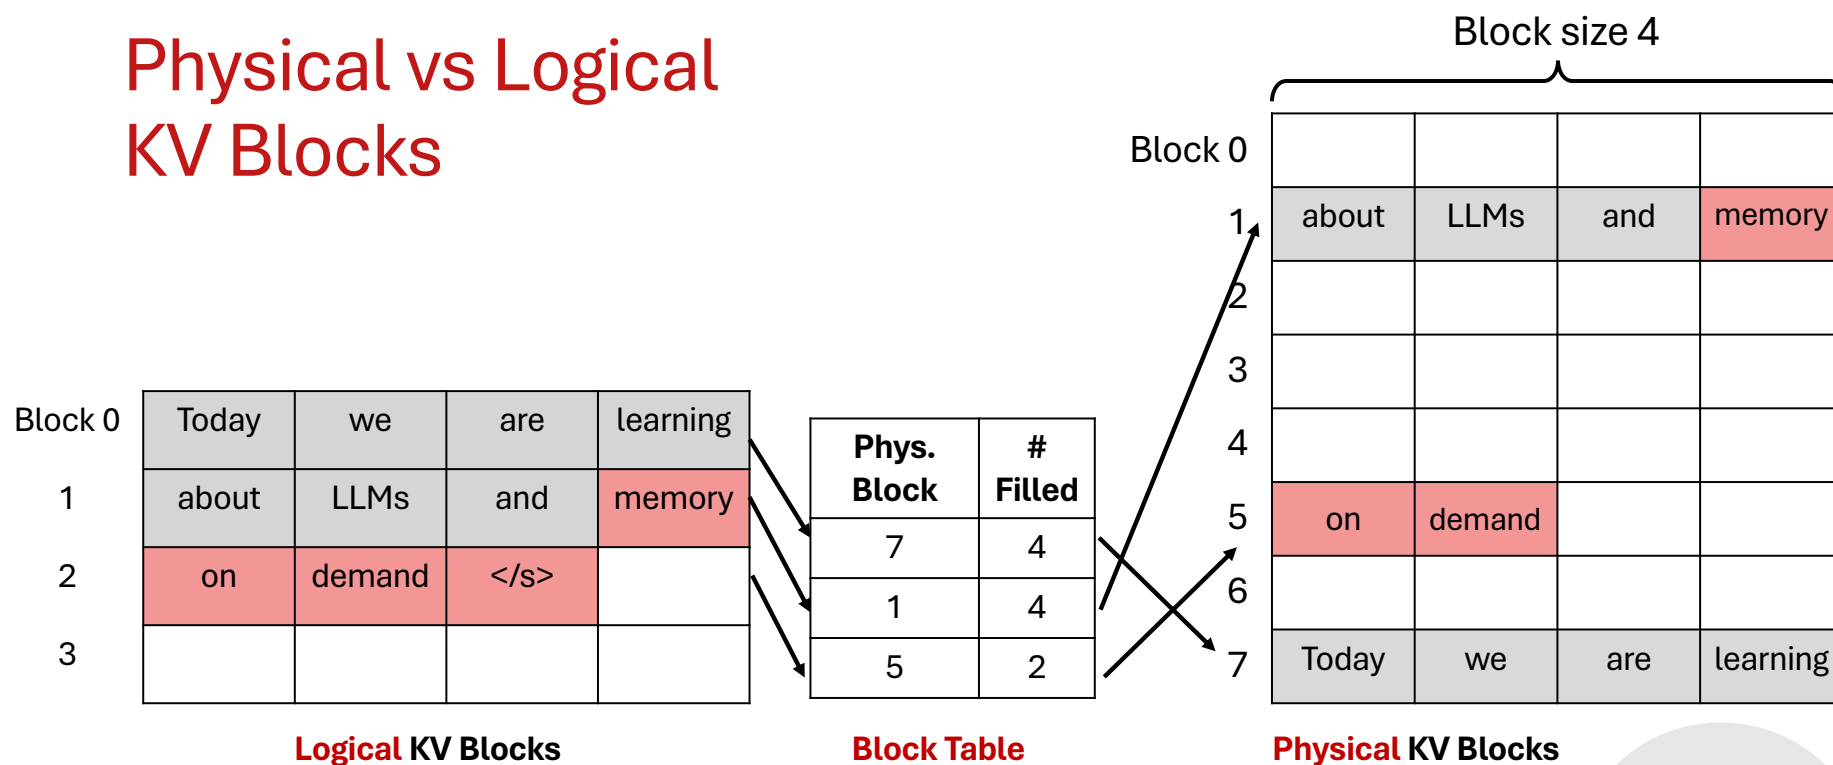 Physical vs Logical
KV Blocks
Block size 4
Block 0
1 about LLMs and memory
2
3
4
5 on demand
6
7 Today we are learning
Block 0 Today we are learning
1 about LLMs and memory
2 on demand </s>
3
Phys. Block # Filled
7 4
1 4
5 2
Logical KV Blocks
Block Table
Physical KV Blocks